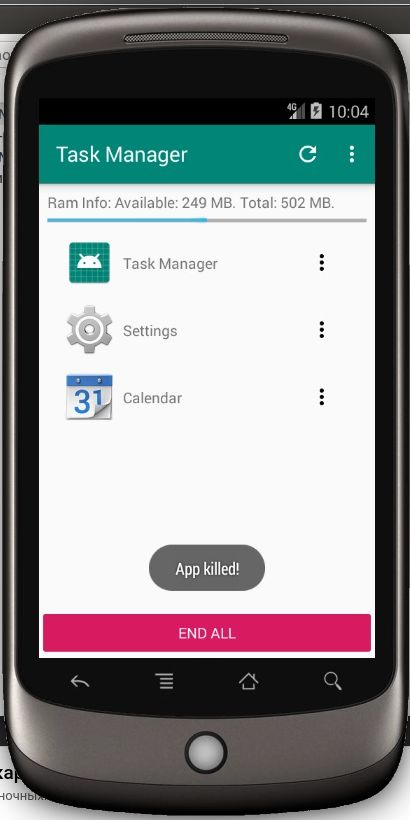 4G 10:04
Task Manager
Ram Info: Available: 249 MB. Total: 502 MB.
Task Manager
Settings
31 Calendar
App killed!
END ALL